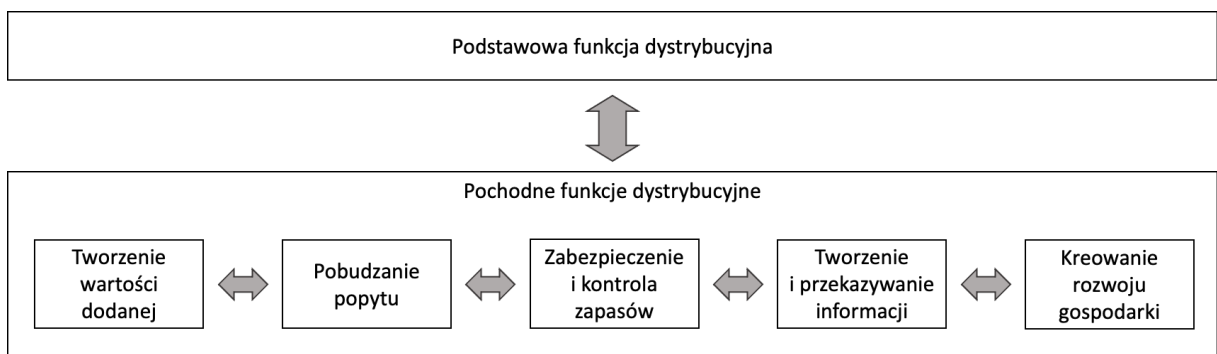 Podstawowa funkcja dystrybucyjna
Pochodne funkcje dystrybucyjne
Tworzenie
wartości
dodanej
Pobudzanie
popytu
Zabezpieczenie
i kontrola
zapasów
Tworzenie
i przekazywanie
informacji
Kreowanie
rozwoju
gospodarki